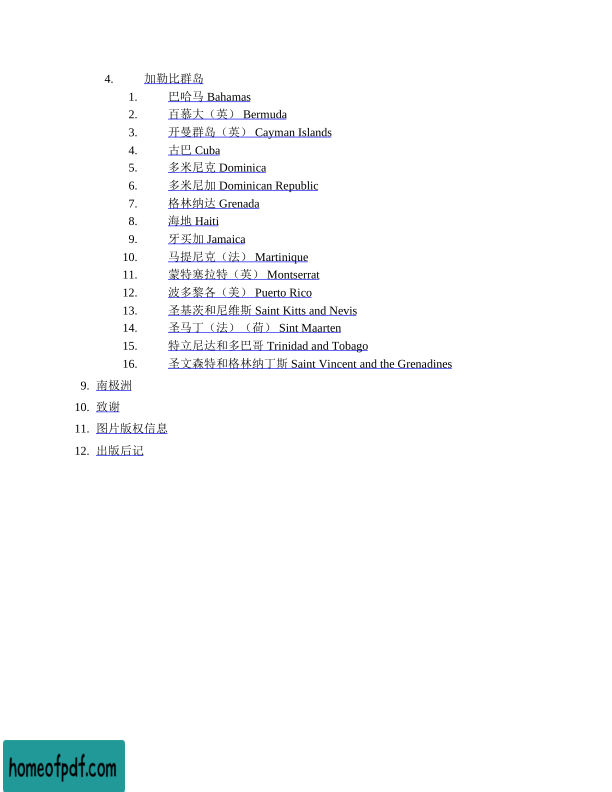 4. 加勒比群岛
1. 巴哈马 Bahamas
2. 百慕大（英） Bermuda
3. 开曼群岛（英） Cayman Islands
4. 古巴 Cuba
5. 多米尼克 Dominica
6. 多米尼加 Dominican Republic
7. 格林纳达 Grenada
8. 海地 Haiti
9. 牙买加 Jamaica
10. 马提尼克（法） Martinique
11. 蒙特塞拉特（英） Montserrat
12. 波多黎各（美） Puerto Rico
13. 圣基茨和尼维斯 Saint Kitts and Nevis
14. 圣马丁（法）（荷） Sint Maarten
15. 特立尼达和多巴哥 Trinidad and Tobago
16. 圣文森特和格林纳丁斯 Saint Vincent and the Grenadines
9. 南极洲
10. 致谢
11. 图片版权信息
12. 出版后记
homeofpdf.com